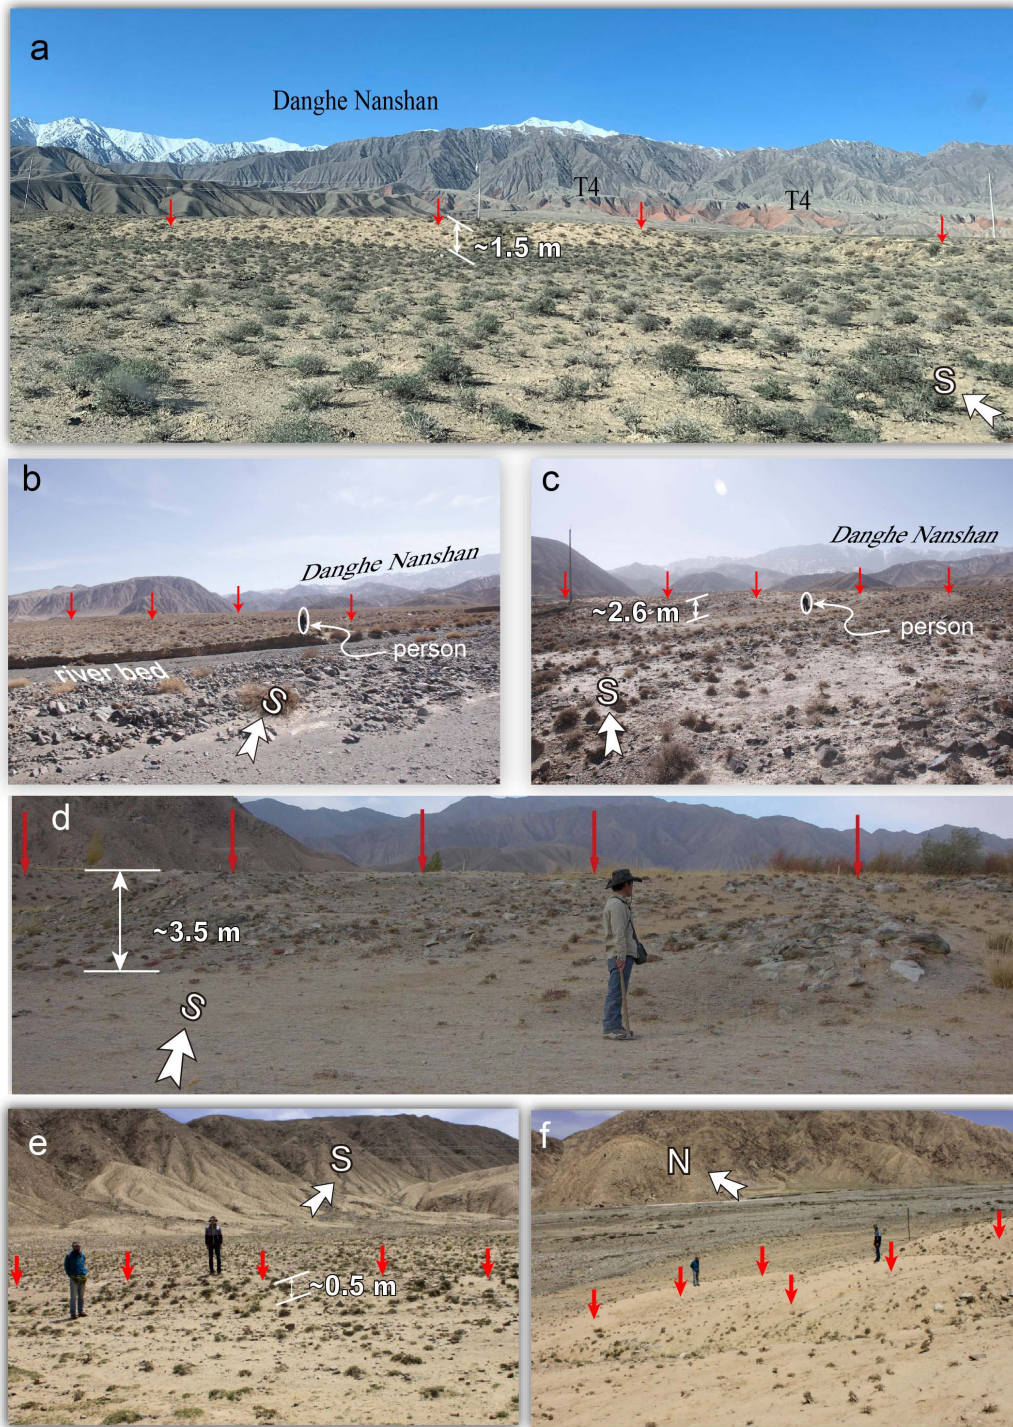 a
Danghe Nanshan
T4
T4
~1.5 m
S
b
Danghe Nanshan
person
river bed
S
c
Danghe Nanshan
~2.6 m
person
S
d
~3.5 m
S
e
S
~0.5 m
f
N